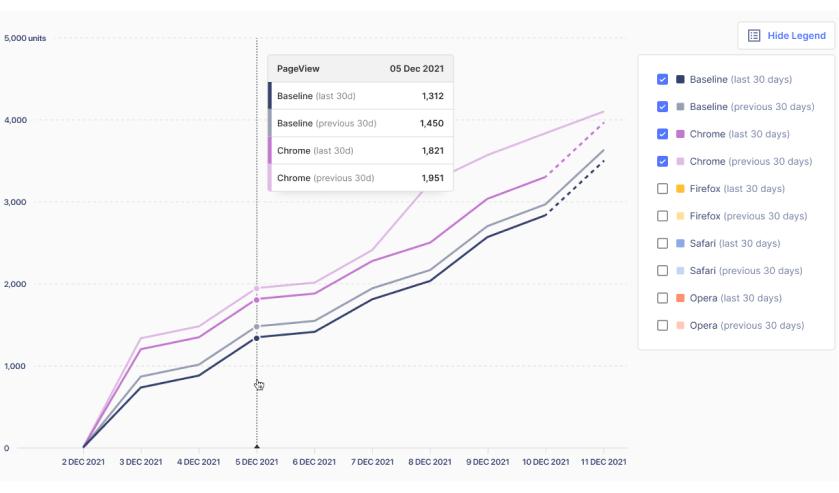 5,000 units
Hide Legend
PageView 05 Dec 2021
Baseline (last 30d) 1,312
Baseline (previous 30d) 1,450
Chrome (last 30d) 1,821
Chrome (previous 30d) 1,951
Baseline (last 30 days)
Baseline (previous 30 days)
Chrome (last 30 days)
Chrome (previous 30 days)
Firefox (last 30 days)
Firefox (previous 30 days)
Safari (last 30 days)
Safari (previous 30 days)
Opera (last 30 days)
Opera (previous 30 days)
4,000
3,000
2,000
1,000
0
2 DEC 2021 3 DEC 2021 4 DEC 2021 5 DEC 2021 6 DEC 2021 7 DEC 2021 8 DEC 2021 9 DEC 2021 10 DEC 2021 11 DEC 2021